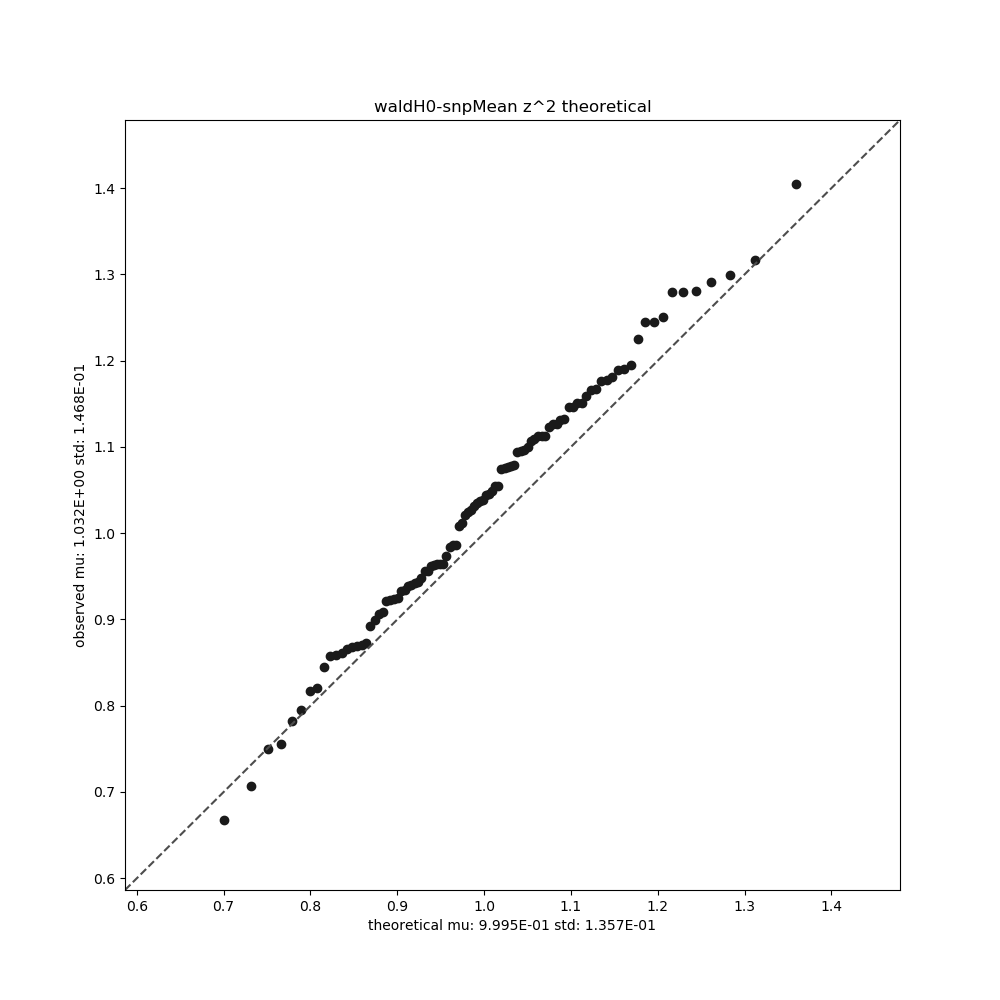 waldH0-snpMean z^2 theoretical
1.4
1.3
1.2
1.1
1.0
0.9
0.8
0.7
0.6
observed mu: 1.032E+00 std: 1.468E-01
0.6 0.7 0.8 0.9 1.0 1.1 1.2 1.3 1.4
theoretical mu: 9.995E-01 std: 1.357E-01